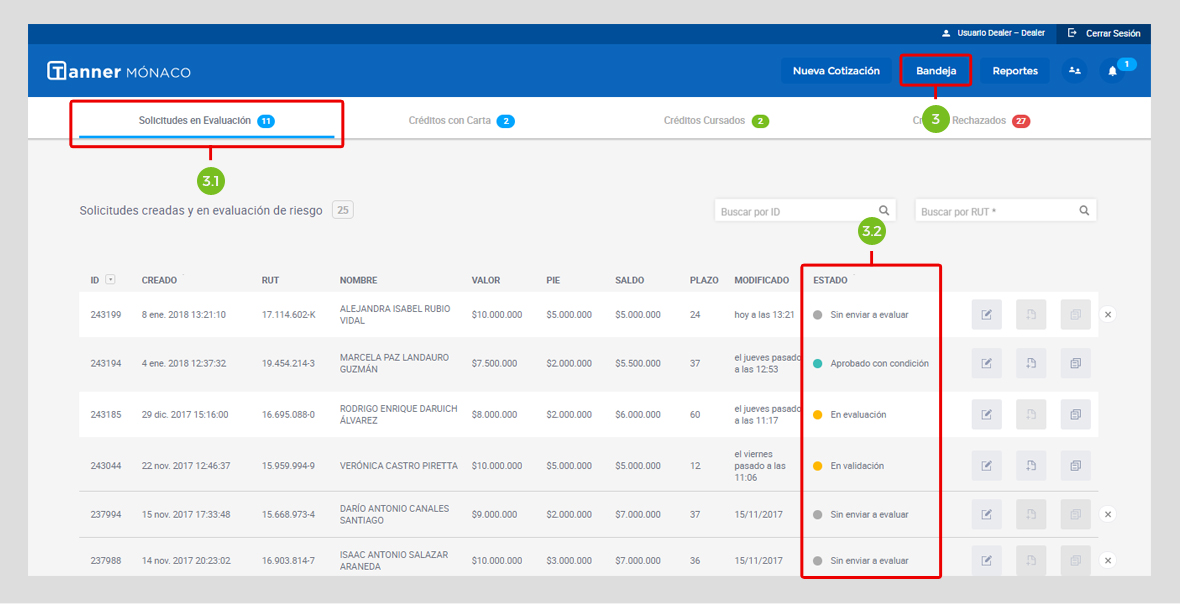 Usuario Dealer – Dealer Cerrar Sesión
Tanner MÓNACO Nueva Cotización Bandeja Reportes 1
Solicitudes en Evaluación 11 Créditos con Carta 2 Créditos Cursados 2 3 Rechazados 27
3.1
Solicitudes creadas y en evaluación de riesgo 25 Buscar por ID Buscar por RUT *
3.2
ID CREADO RUT NOMBRE VALOR PIE SALDO PLAZO MODIFICADO ESTADO
243199 8 ene. 2018 13:21:10 17.114.602-K ALEJANDRA ISABEL RUBIO VIDAL $10.000.000 $5.000.000 $5.000.000 24 hoy a las 13:21 Sin enviar a evaluar
243194 4 ene. 2018 12:37:32 19.454.214-3 MARCELA PAZ LANDAURO GUZMÁN $7.500.000 $2.000.000 $5.500.000 37 el jueves pasado a las 12:53 Aprobado con condición
243185 29 dic. 2017 15:16:00 16.695.088-0 RODRIGO ENRIQUE DARUICH ÁLVAREZ $8.000.000 $2.000.000 $6.000.000 60 el jueves pasado a las 11:17 En evaluación
243044 22 nov. 2017 12:46:37 15.959.994-9 VERÓNICA CASTRO PIRETTA $10.000.000 $5.000.000 $5.000.000 12 el viernes pasado a las 11:06 En validación
237994 15 nov. 2017 17:33:48 15.668.973-4 DARÍO ANTONIO CANALES SANTIAGO $9.000.000 $2.000.000 $7.000.000 37 15/11/2017 Sin enviar a evaluar
237988 14 nov. 2017 20:23:02 16.903.814-7 ISAAC ANTONIO SALAZAR ARANEDA $10.000.000 $3.000.000 $7.000.000 36 15/11/2017 Sin enviar a evaluar